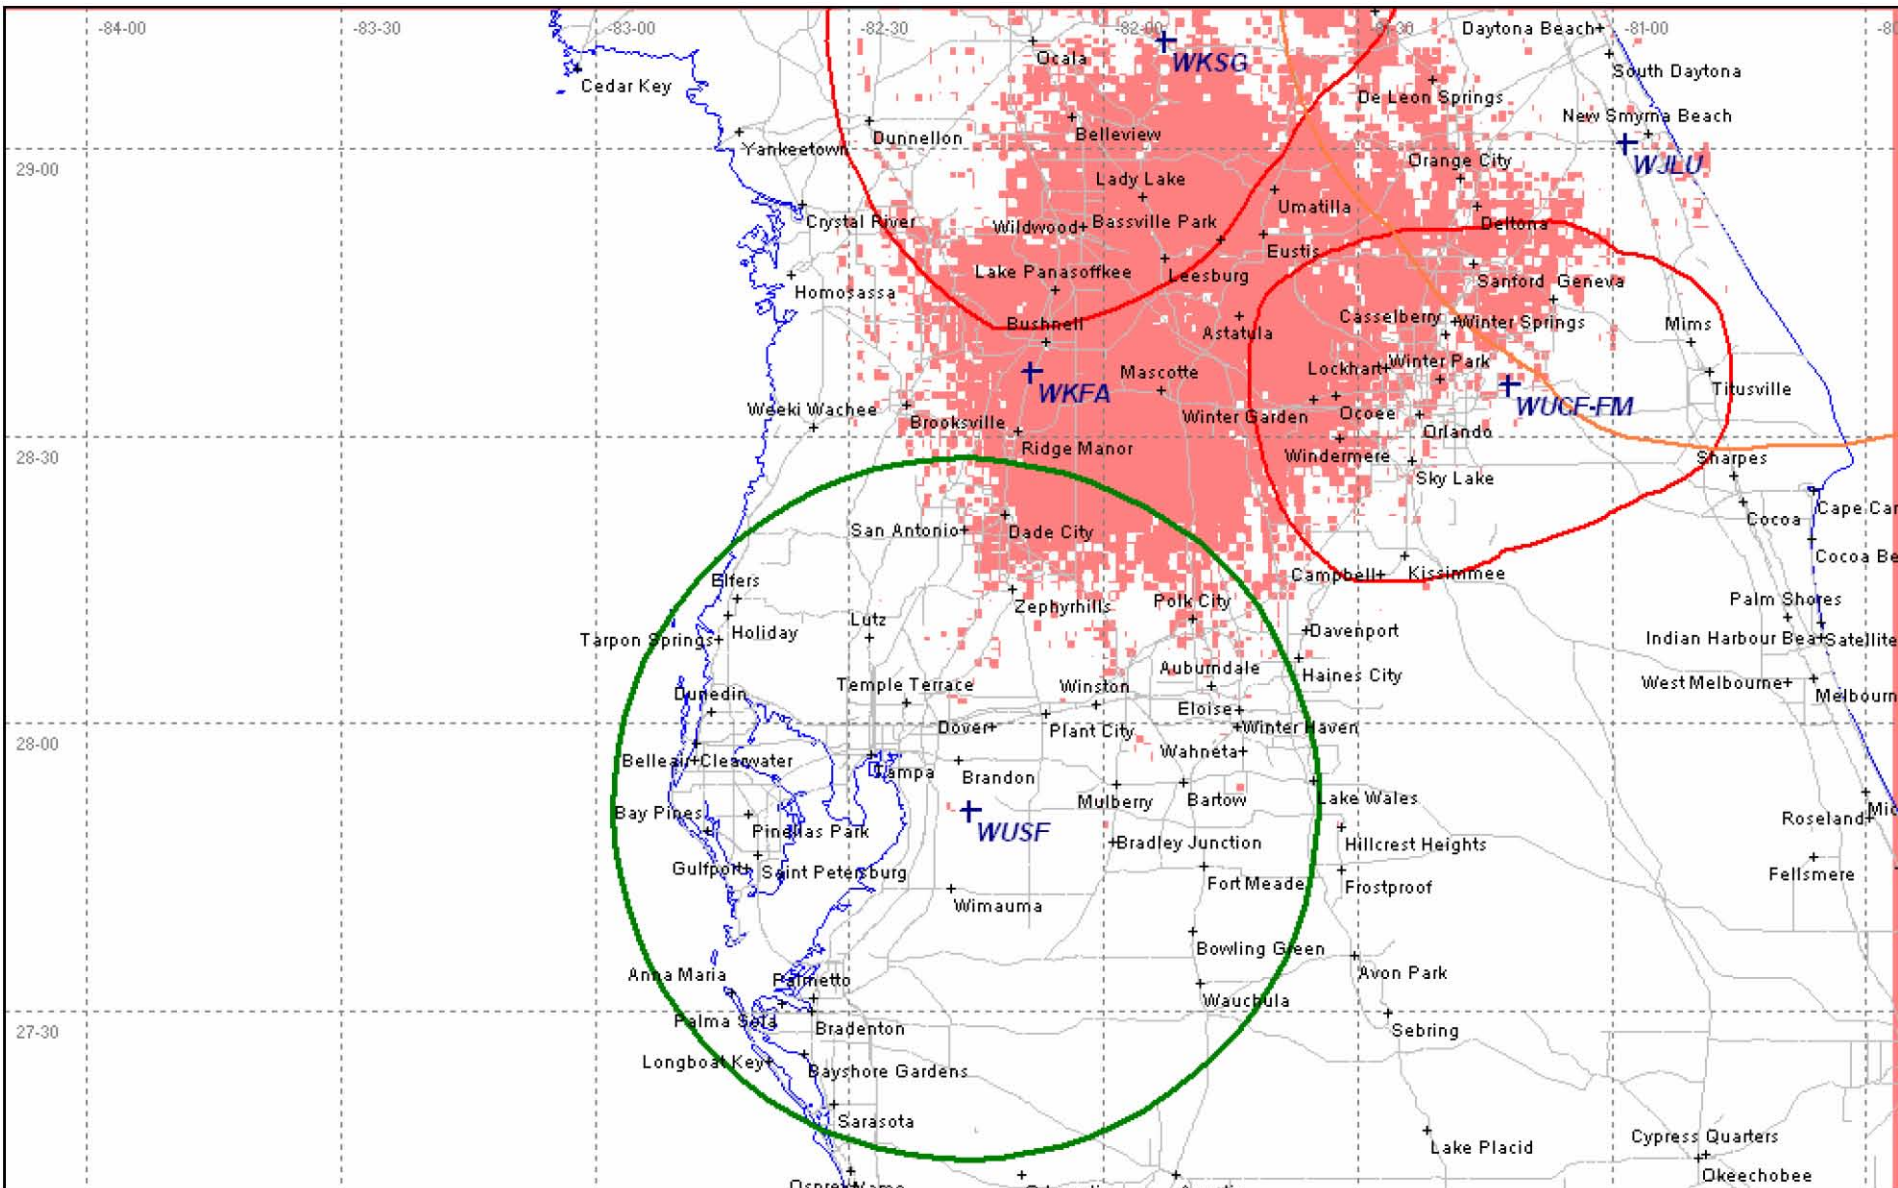 -84-00
-83-30
-83-00
-82-30
-82-00
-81-00
Daytona Beach
Ocala
WKSG
South Daytona
Cedar Key
De Leon Springs
New Smyrna Beach
Dunnellon
Belleview
Yankeetown
29-00
Orange City
WJLU
Lady Lake
Umatilla
Crystal River
Wildwood
Bassville Park
Deltona
Eustis
Lake Panasoffkee
Leesburg
Homosassa
Sanford
Geneva
Bushnell
Astatula
Casselberry
Winter Springs
Mims
Mascotte
Lockhart
Winter Park
WKFA
Titusville
Weeki Wachee
WUCF-FM
Brooksville
Winter Garden
Ocoee
Orlando
28-30
Ridge Manor
Windermere
Sharpes
Sky Lake
San Antonio
Dade City
Cocoa
Cape Car
Cocoa Be
Elfers
Campbell
Kissimmee
Zephyrhills
Polk City
Palm Shores
Lutz
Tarpon Springs
Holiday
Davenport
Indian Harbour Bea
Satellite
Auburndale
Haines City
Temple Terrace
Winston
West Melbourne
Melbourn
Dunedin
Eloise
28-00
Dover
Plant City
Winter Haven
Wahneta
Belleair
Clearwater
Tampa
Brandon
Mulberry
Bartow
Lake Wales
Bay Pines
Pinellas Park
WUSF
Roseland
Mic
Bradley Junction
Hillcrest Heights
Gulfport
Saint Petersburg
Fort Meade
Frostproof
Fellsmere
Wimauma
Bowling Green
Anna Maria
Palmetto
Avon Park
Wauchula
Palma Sola
Bradenton
27-30
Sebring
Longboat Key
Bayshore Gardens
Sarasota
Lake Placid
Cypress Quarters
Okeechobee